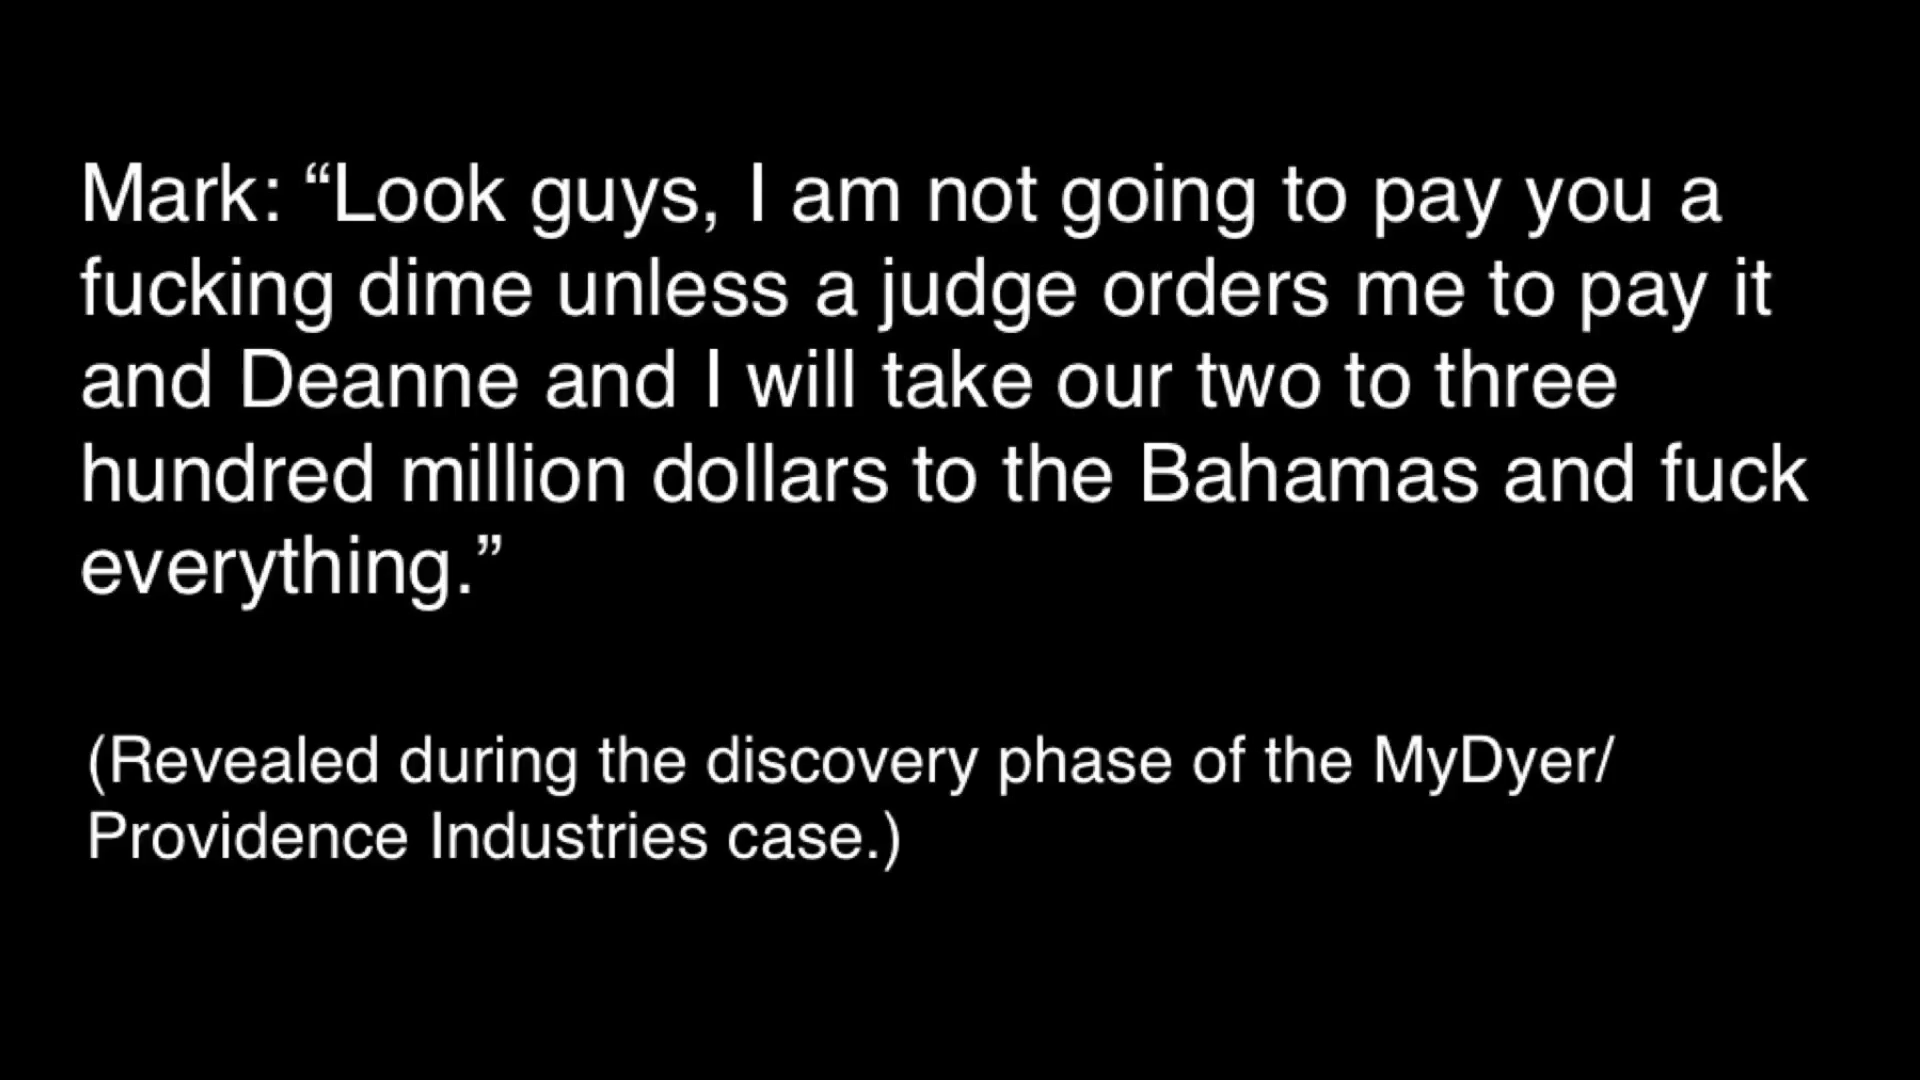 Mark: “Look guys, I am not going to pay you a
fucking dime unless a judge orders me to pay it
and Deanne and I will take our two to three
hundred million dollars to the Bahamas and fuck
everything.”
(Revealed during the discovery phase of the MyDyer/
Providence Industries case.)